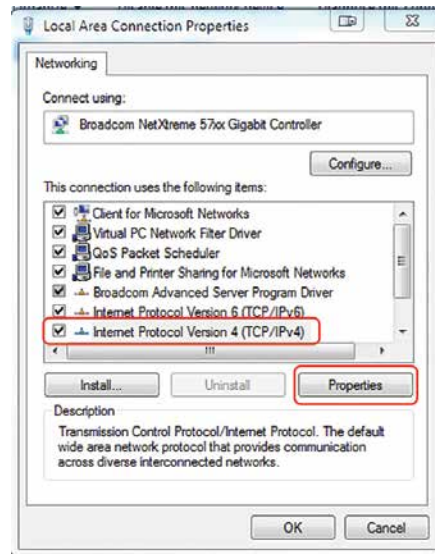 Local Area Connection Properties
Networking
Connect using:
Broadcom NetXtreme 57xx Gigabit Controller
Configure...
This connection uses the following items:
Client for Microsoft Networks
Virtual PC Network Filter Driver
QoS Packet Scheduler
File and Printer Sharing for Microsoft Networks
Broadcom Advanced Server Program Driver
Internet Protocol Version 6 (TCP/IPv6)
Internet Protocol Version 4 (TCP/IPv4)
Install... Uninstall Properties
Description
Transmission Control Protocol/Internet Protocol. The default
wide area network protocol that provides communication
across diverse interconnected networks.
OK Cancel